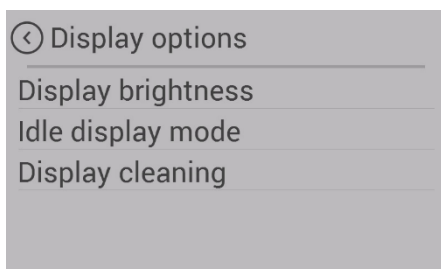 Display options
Display brightness
Idle display mode
Display cleaning